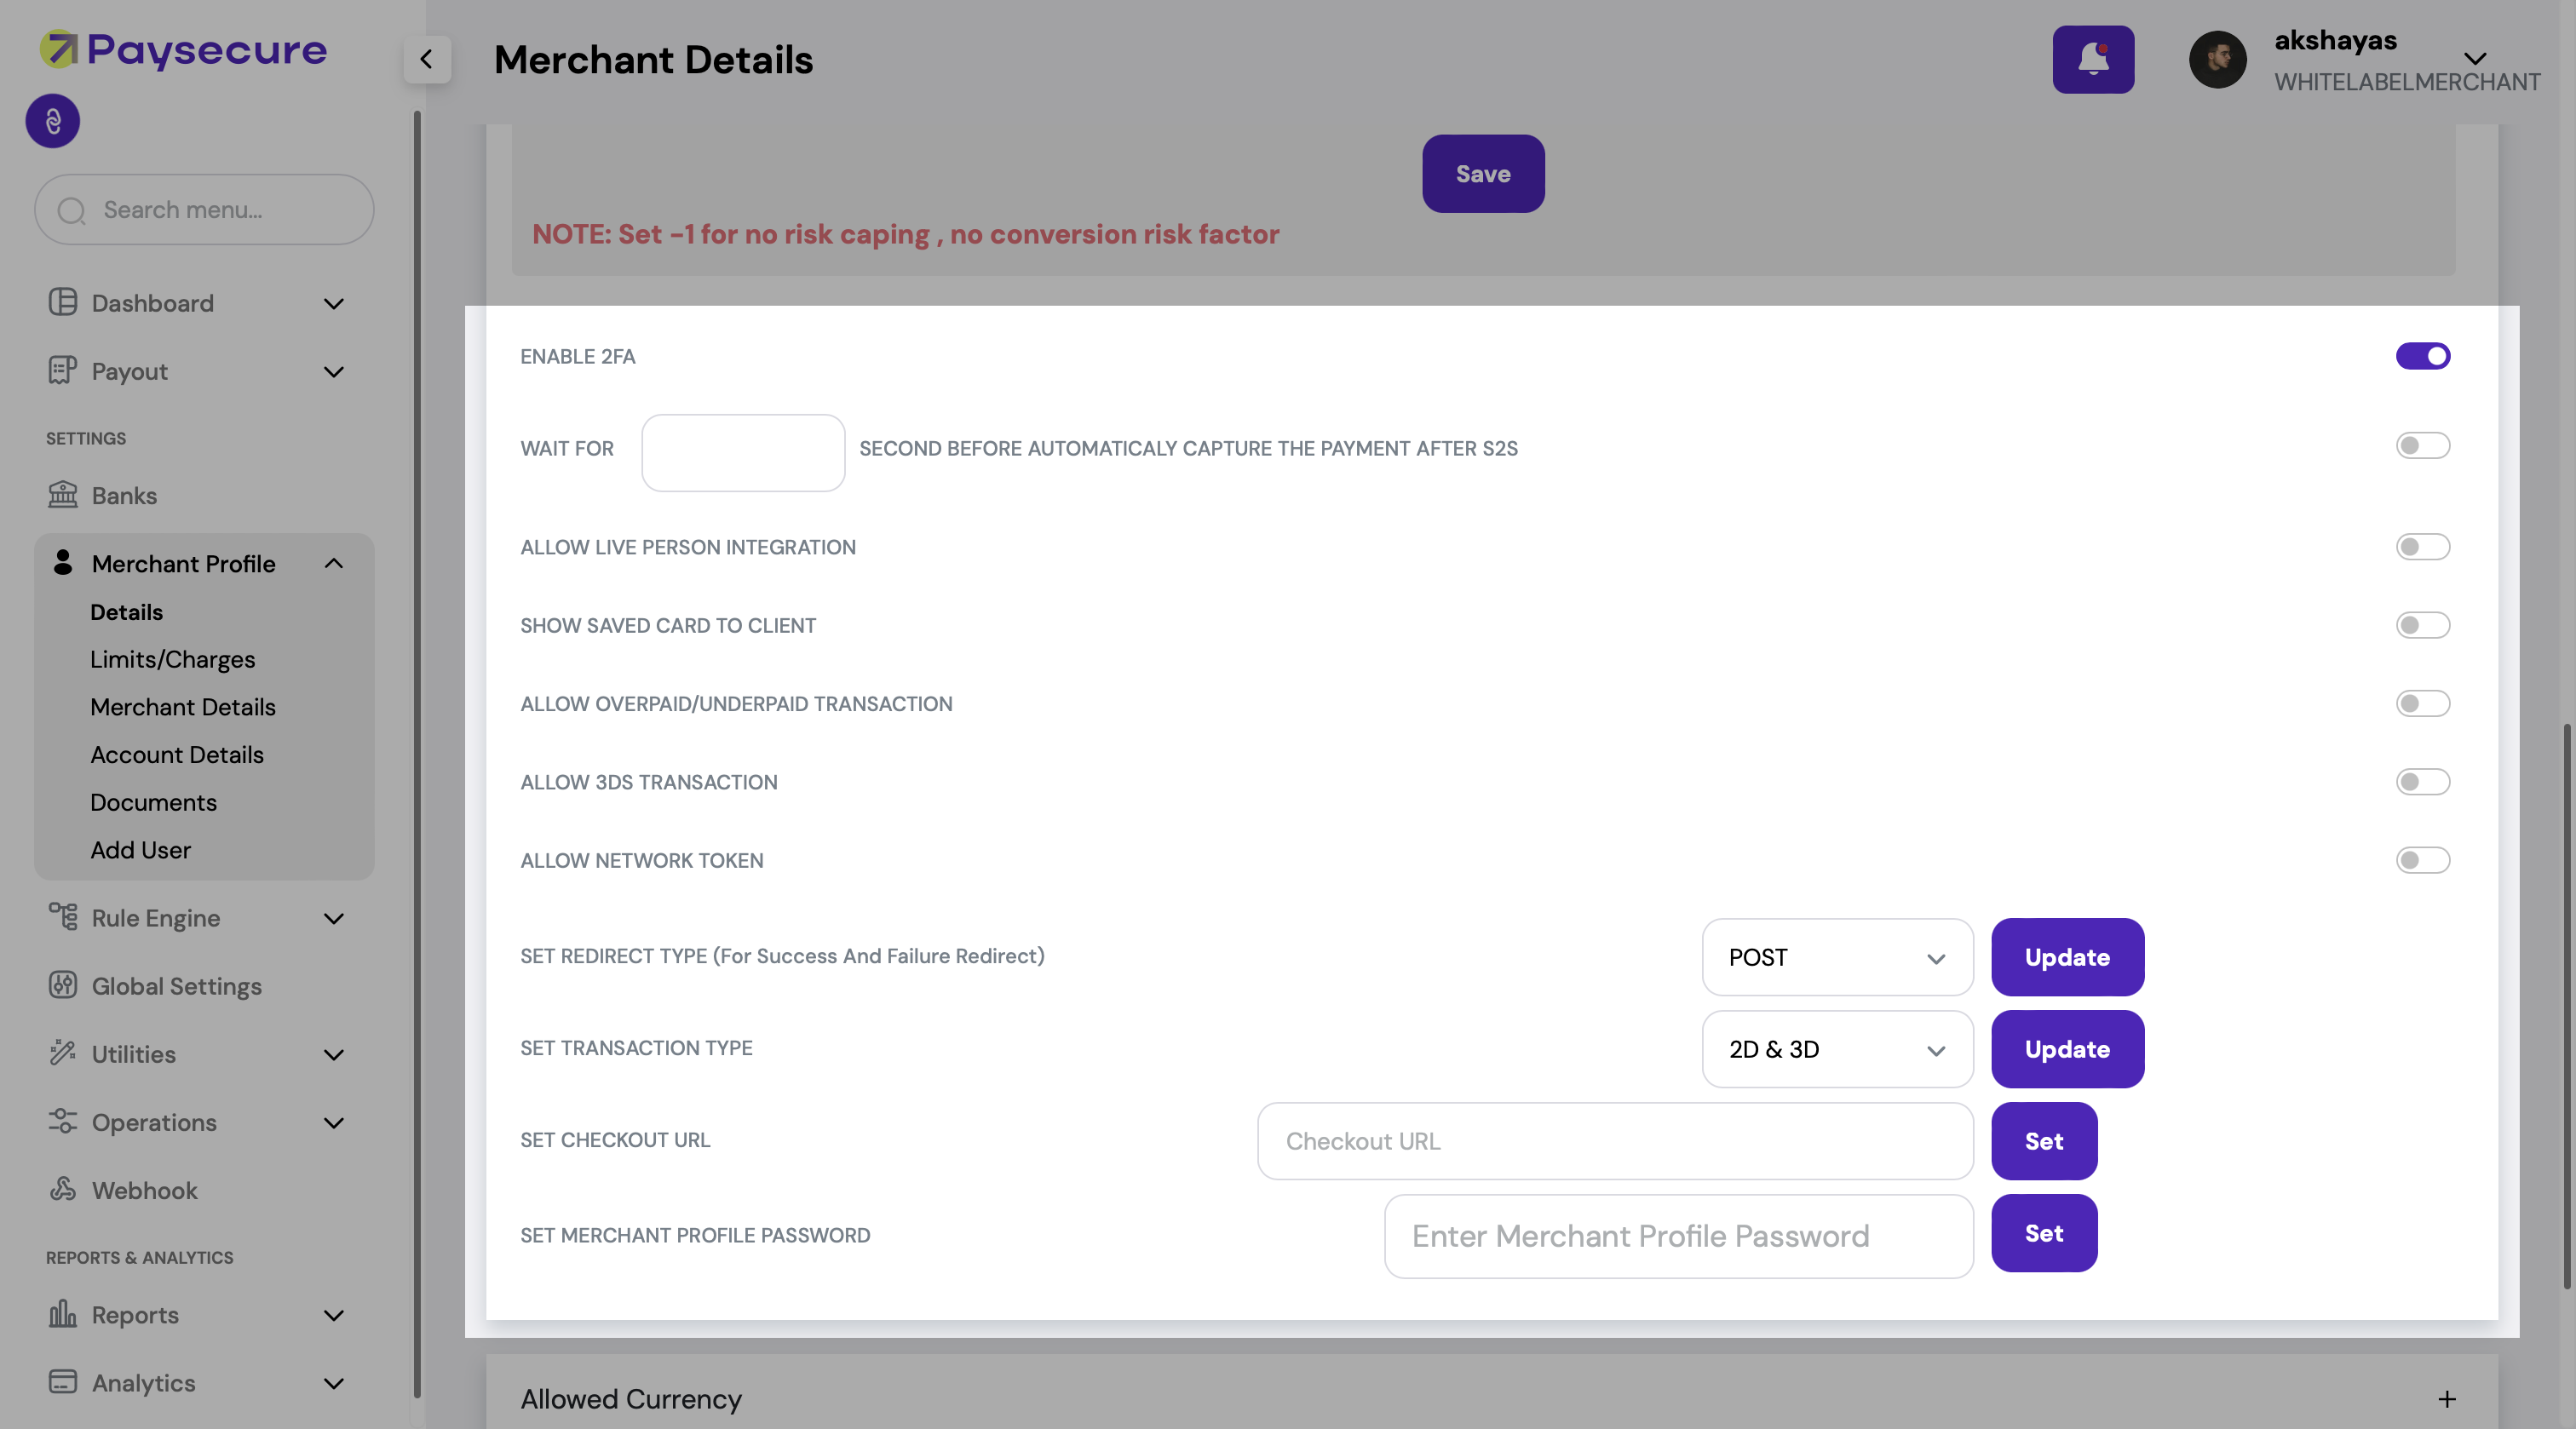 Paysecure
Search menu...
Dashboard
Payout
SETTINGS
Banks
Merchant Profile
Details
Limits/Charges
Merchant Details
Account Details
Documents
Add User
Rule Engine
Global Settings
Utilities
Operations
Webhook
REPORTS & ANALYTICS
Reports
Analytics
Merchant Details
akshayas
WHITELABELMERCHANT
Save
NOTE: Set -1 for no risk caping , no conversion risk factor
ENABLE 2FA
WAIT FOR SECOND BEFORE AUTOMATICALY CAPTURE THE PAYMENT AFTER S2S
ALLOW LIVE PERSON INTEGRATION
SHOW SAVED CARD TO CLIENT
ALLOW OVERPAID/UNDERPAID TRANSACTION
ALLOW 3DS TRANSACTION
ALLOW NETWORK TOKEN
SET REDIRECT TYPE (For Success And Failure Redirect) POST Update
SET TRANSACTION TYPE 2D & 3D Update
SET CHECKOUT URL Checkout URL Set
SET MERCHANT PROFILE PASSWORD Enter Merchant Profile Password Set
Allowed Currency +